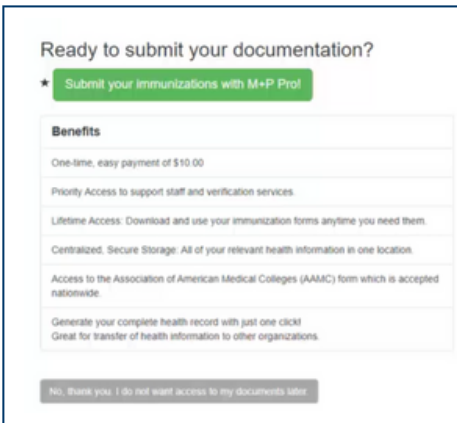 Ready to submit your documentation?
★ Submit your immunizations with M+P Pro!
Benefits
One-time, easy payment of $10.00
Priority Access to support staff and verification services.
Lifetime Access: Download and use your immunization forms anytime you need them.
Centralized, Secure Storage: All of your relevant health information in one location.
Access to the Association of American Medical Colleges (AAMC) form which is accepted
nationwide.
Generate your complete health record with just one click!
Great for transfer of health information to other organizations.
No, thank you. I do not want access to my documents later.